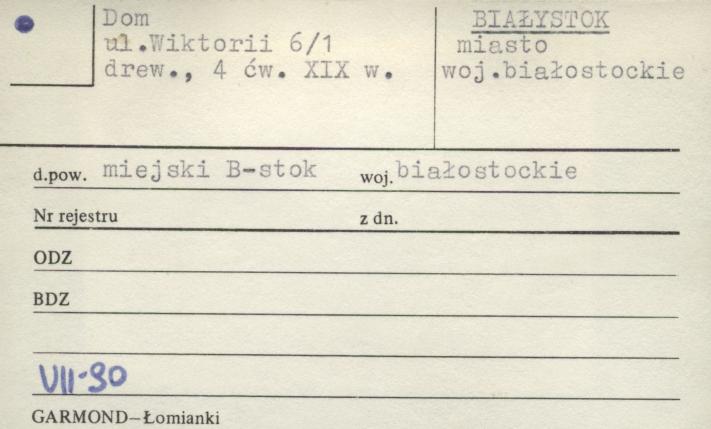 Dom
ul.Wiktorii 6/1
drew., 4 ćw. XIX w.
BIAŁYSTOK
miasto
woj.białostockie
d.pow. miejski B-stok woj. białostockie
Nr rejestru z dn.
ODZ
BDZ
VII-90
GARMOND–Łomianki